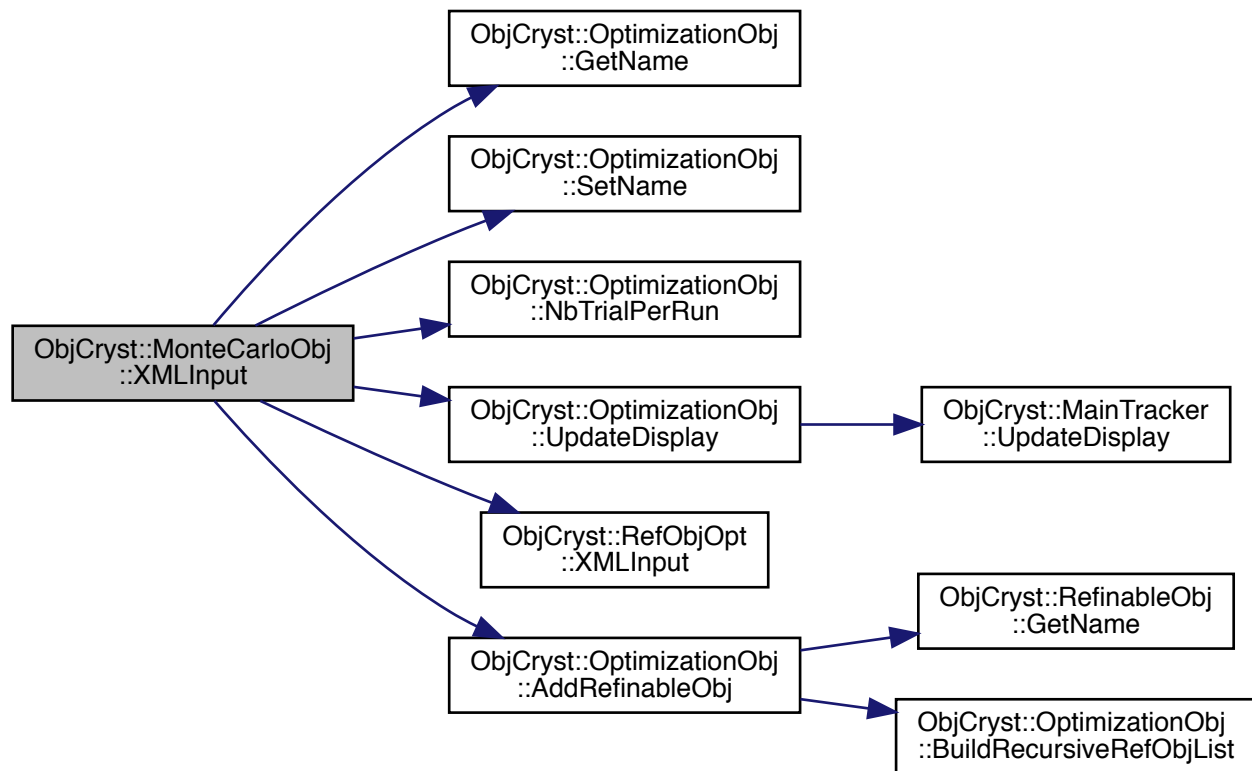 ObjCryst::OptimizationObj
::GetName
ObjCryst::OptimizationObj
::SetName
ObjCryst::OptimizationObj
::NbTrialPerRun
ObjCryst::MonteCarloObj
::XMLInput
ObjCryst::OptimizationObj
::UpdateDisplay
ObjCryst::MainTracker
::UpdateDisplay
ObjCryst::RefObjOpt
::XMLInput
ObjCryst::RefinableObj
::GetName
ObjCryst::OptimizationObj
::AddRefinableObj
ObjCryst::OptimizationObj
::BuildRecursiveRefObjList